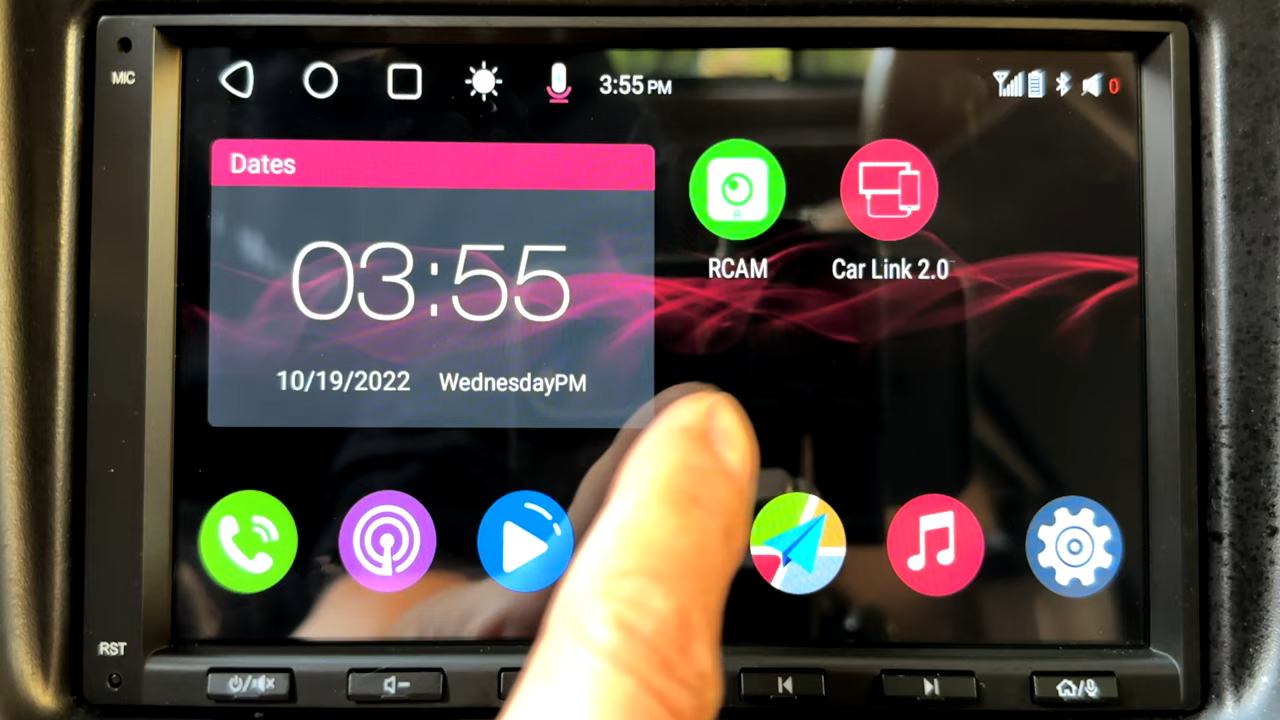 MIC
3:55 PM
0
Dates
03:55
10/19/2022 WednesdayPM
RCAM
Car Link 2.0
RST